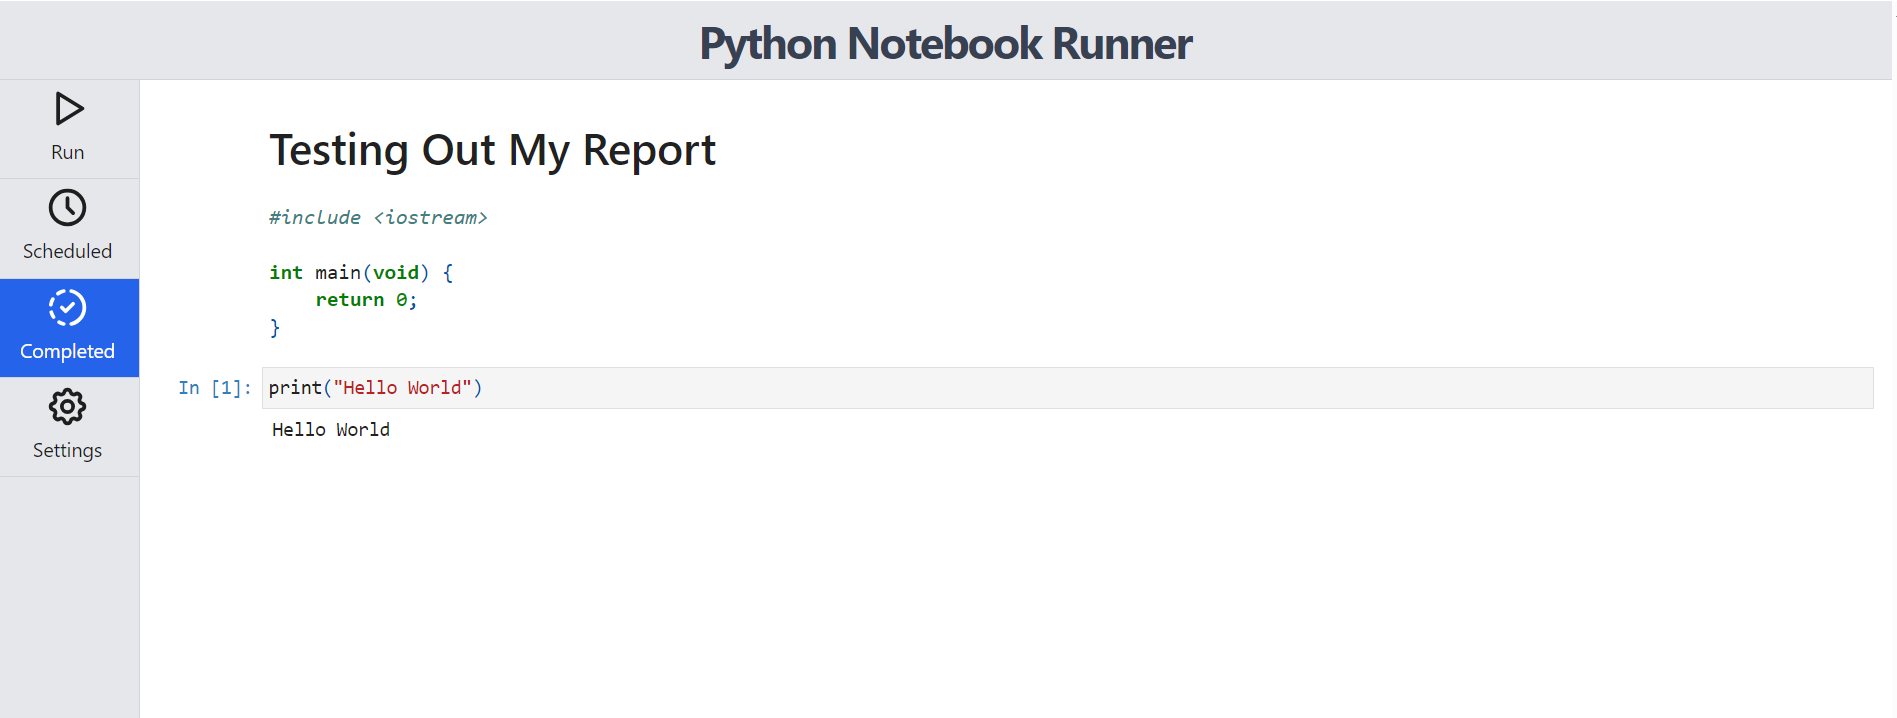 Python Notebook Runner
Run
Scheduled
Completed
Settings
Testing Out My Report
#include <iostream>
int main(void) {
    return 0;
}
In [1]: print("Hello World")
Hello World